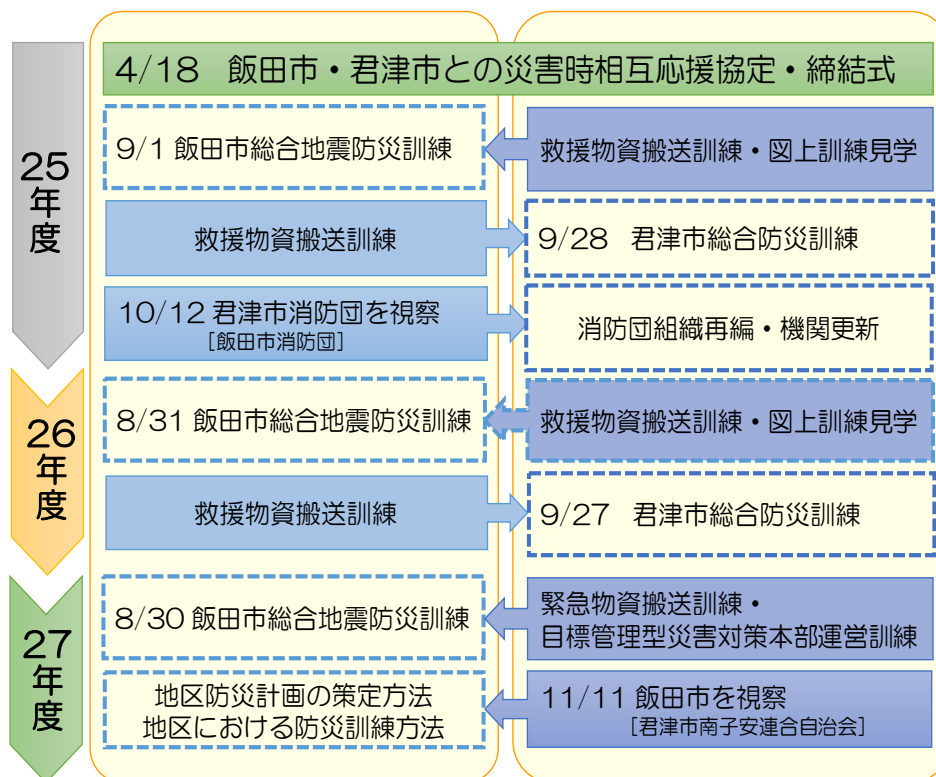 4/18 飯田市・君津市との災害時相互応援協定・締結式
25年度
9/1 飯田市総合地震防災訓練
救援物資搬送訓練・図上訓練見学
救援物資搬送訓練
9/28 君津市総合防災訓練
10/12 君津市消防団を視察
[飯田市消防団]
消防団組織再編・機関更新
26年度
8/31 飯田市総合地震防災訓練
救援物資搬送訓練・図上訓練見学
救援物資搬送訓練
9/27 君津市総合防災訓練
27年度
8/30 飯田市総合地震防災訓練
緊急物資搬送訓練・
目標管理型災害対策本部運営訓練
地区防災計画の策定方法
地区における防災訓練方法
11/11 飯田市を視察
[君津市南子安連合自治会]